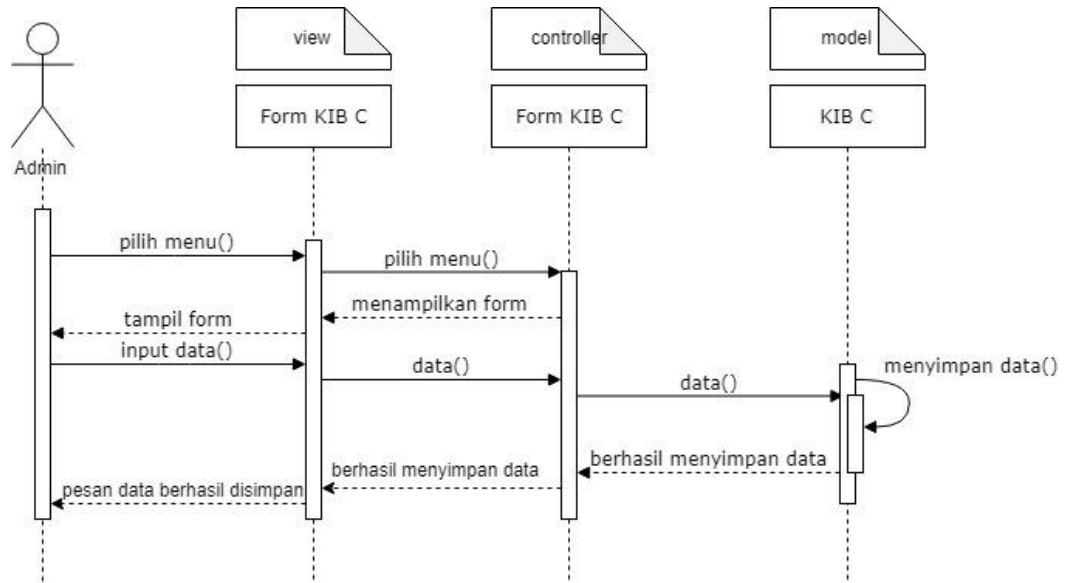 view
controller
model
Form KIB C
Form KIB C
KIB C
Admin
pilih menu()
pilih menu()
menampilkan form
tampil form
input data()
data()
menyimpan data()
data()
berhasil menyimpan data
berhasil menyimpan data
pesan data berhasil disimpan